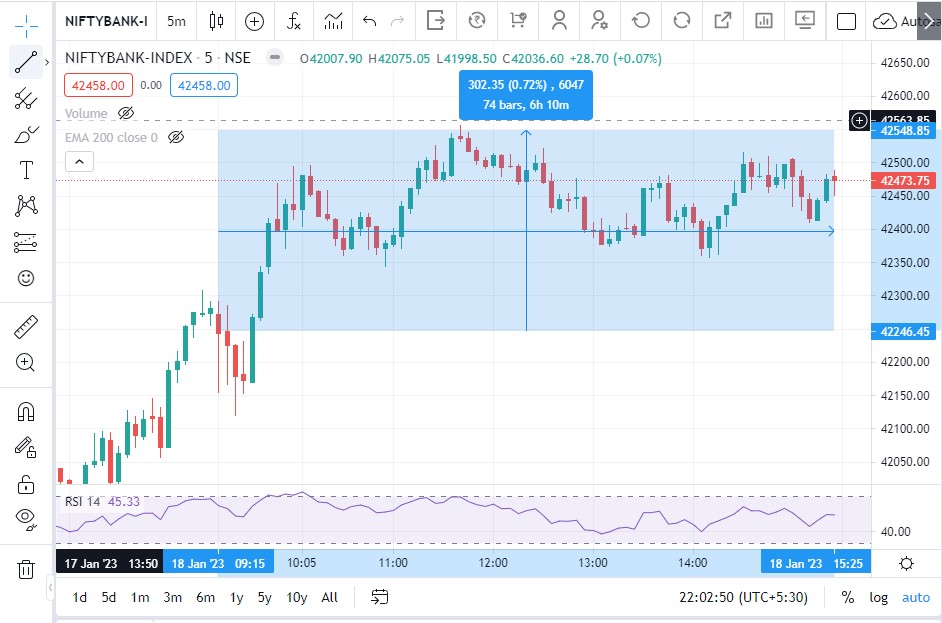 NIFTYBANK-I 5m Auto
NIFTYBANK-INDEX · 5 · NSE O42007.90 H42075.05 L41998.50 C42036.60 +28.70 (+0.07%)
42458.00 0.00 42458.00
Volume
EMA 200 close 0
302.35 (0.72%) , 6047
74 bars, 6h 10m
42650.00
42600.00
42563.85
42548.85
42500.00
42473.75
42450.00
42400.00
42350.00
42300.00
42246.45
42200.00
42150.00
42100.00
42050.00
RSI 14 45.33
40.00
17 Jan '23 13:50 18 Jan '23 09:15 10:05 11:00 12:00 13:00 14:00 18 Jan '23 15:25
1d 5d 1m 3m 6m 1y 5y 10y All 22:02:50 (UTC+5:30) % log auto